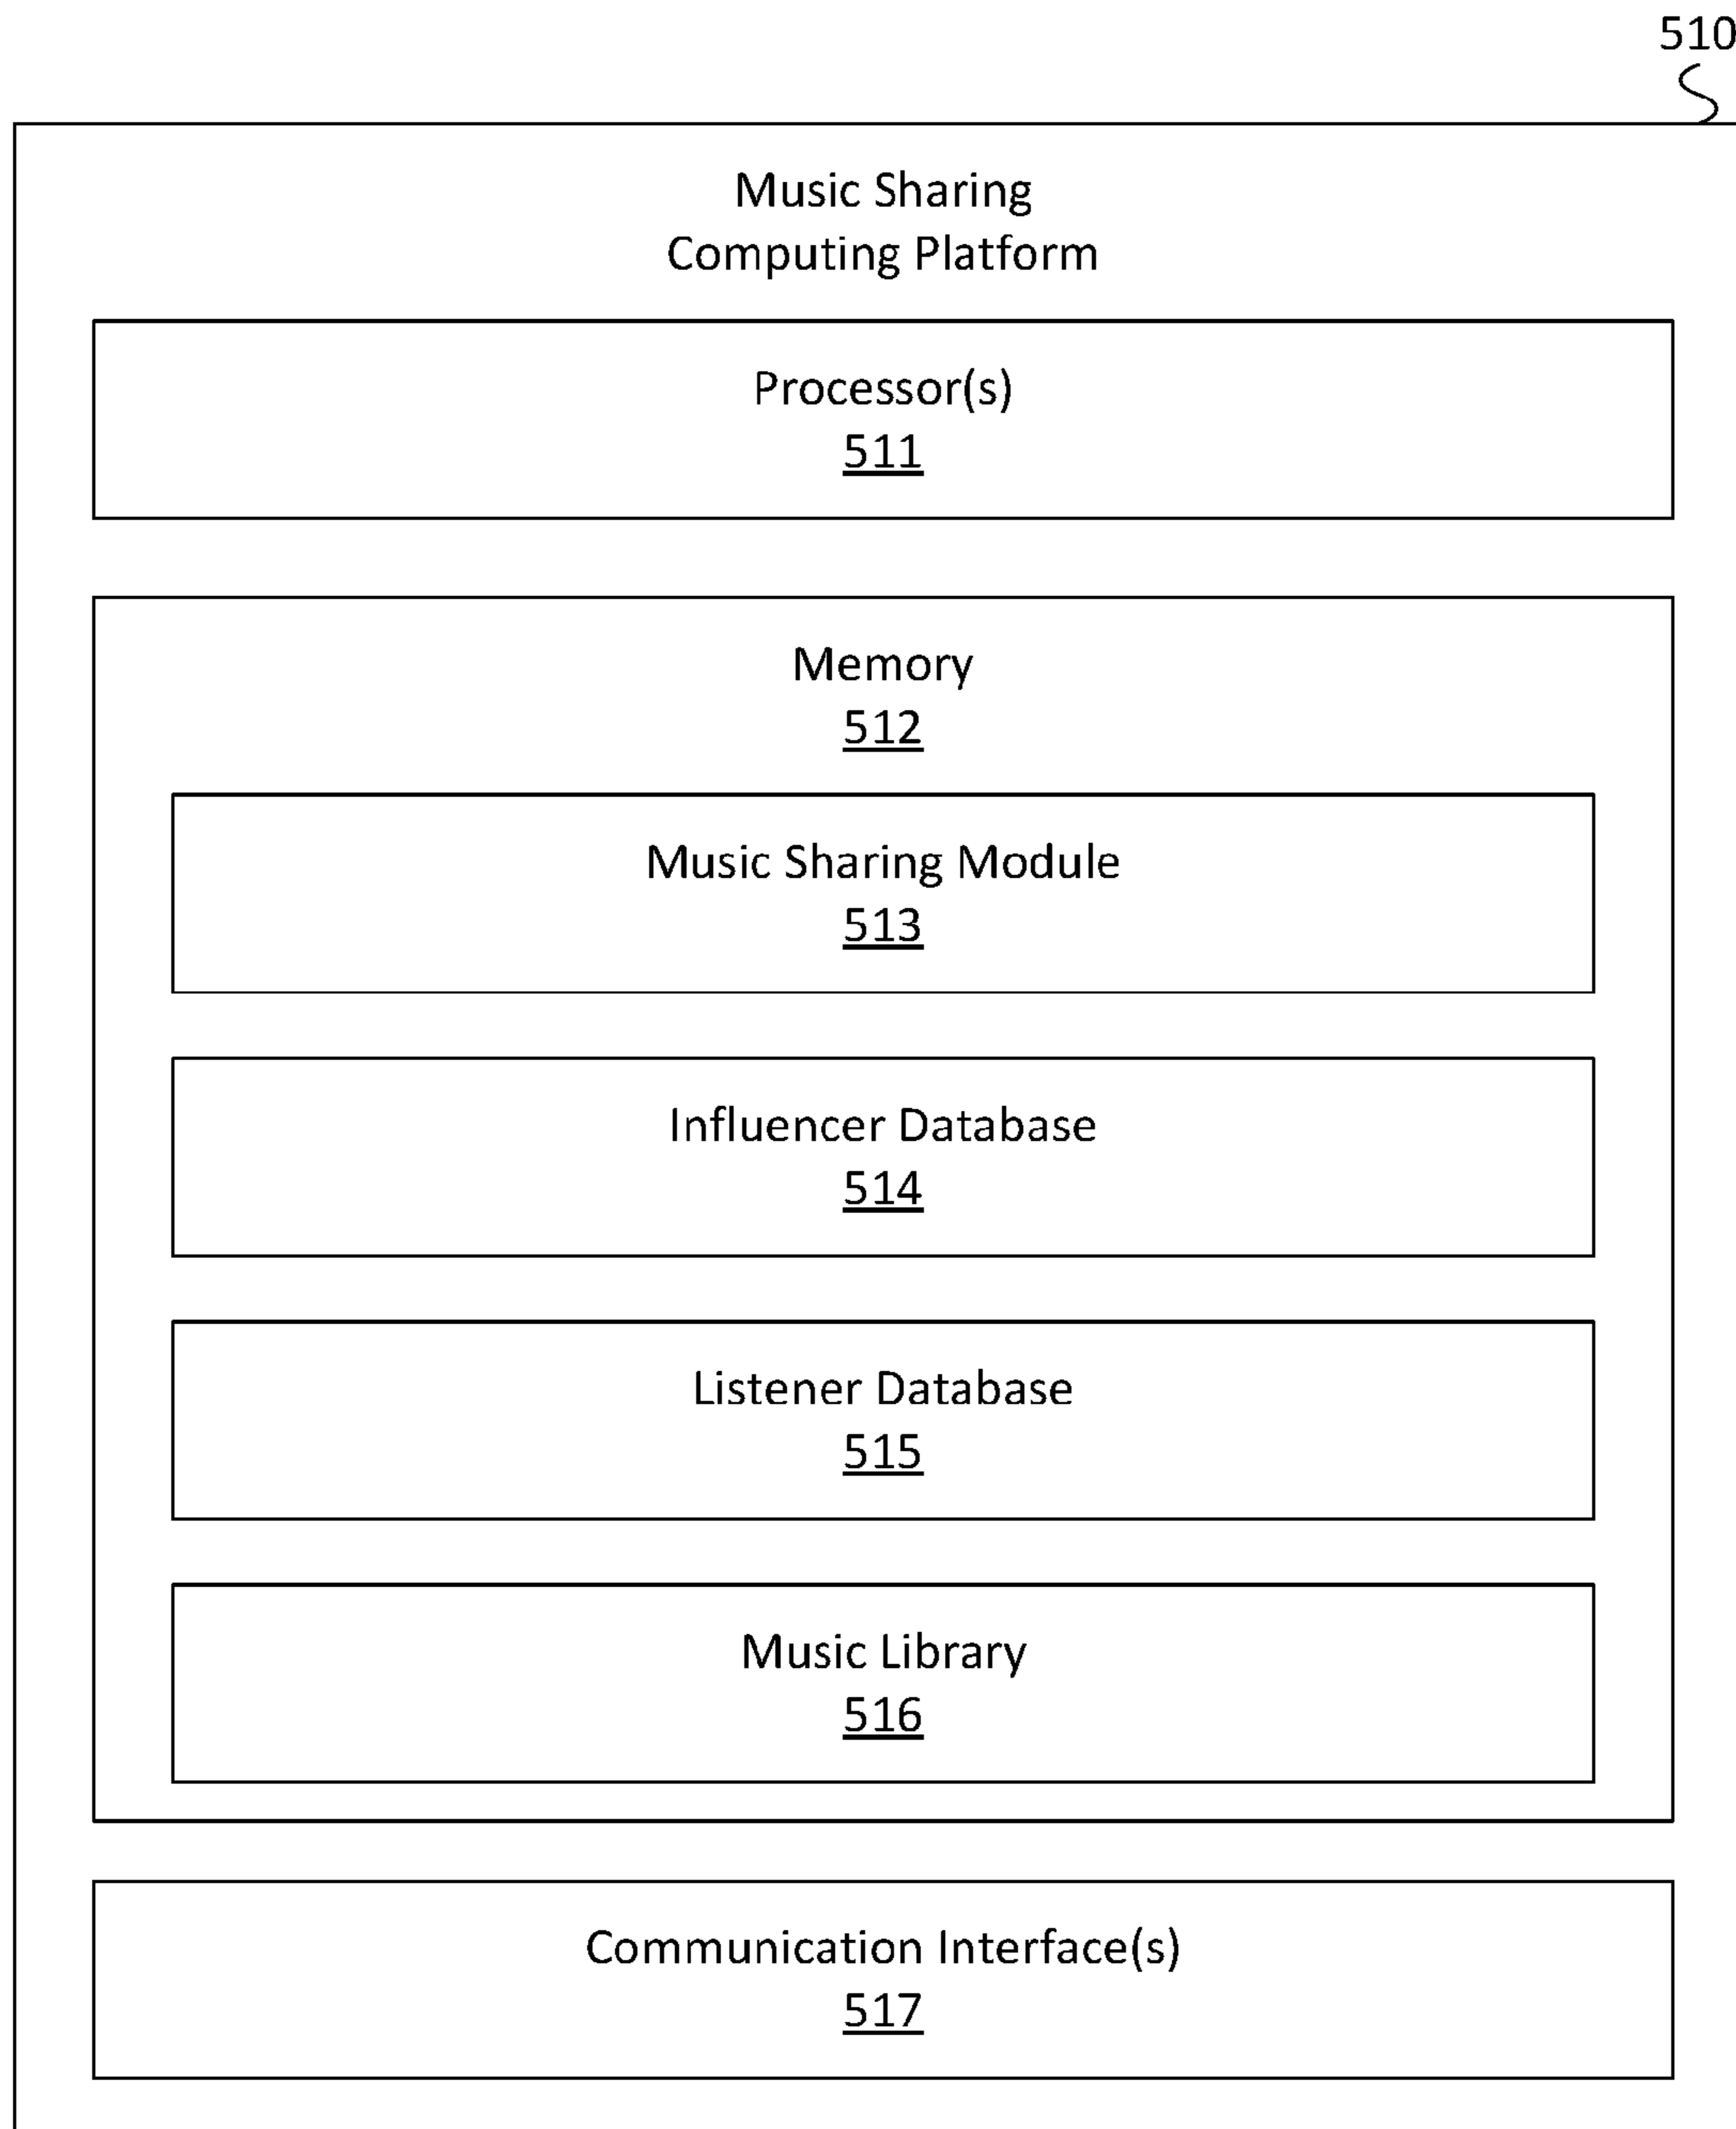 510
Music Sharing
Computing Platform
Processor(s)
511
Memory
512
Music Sharing Module
513
Influencer Database
514
Listener Database
515
Music Library
516
Communication Interface(s)
517